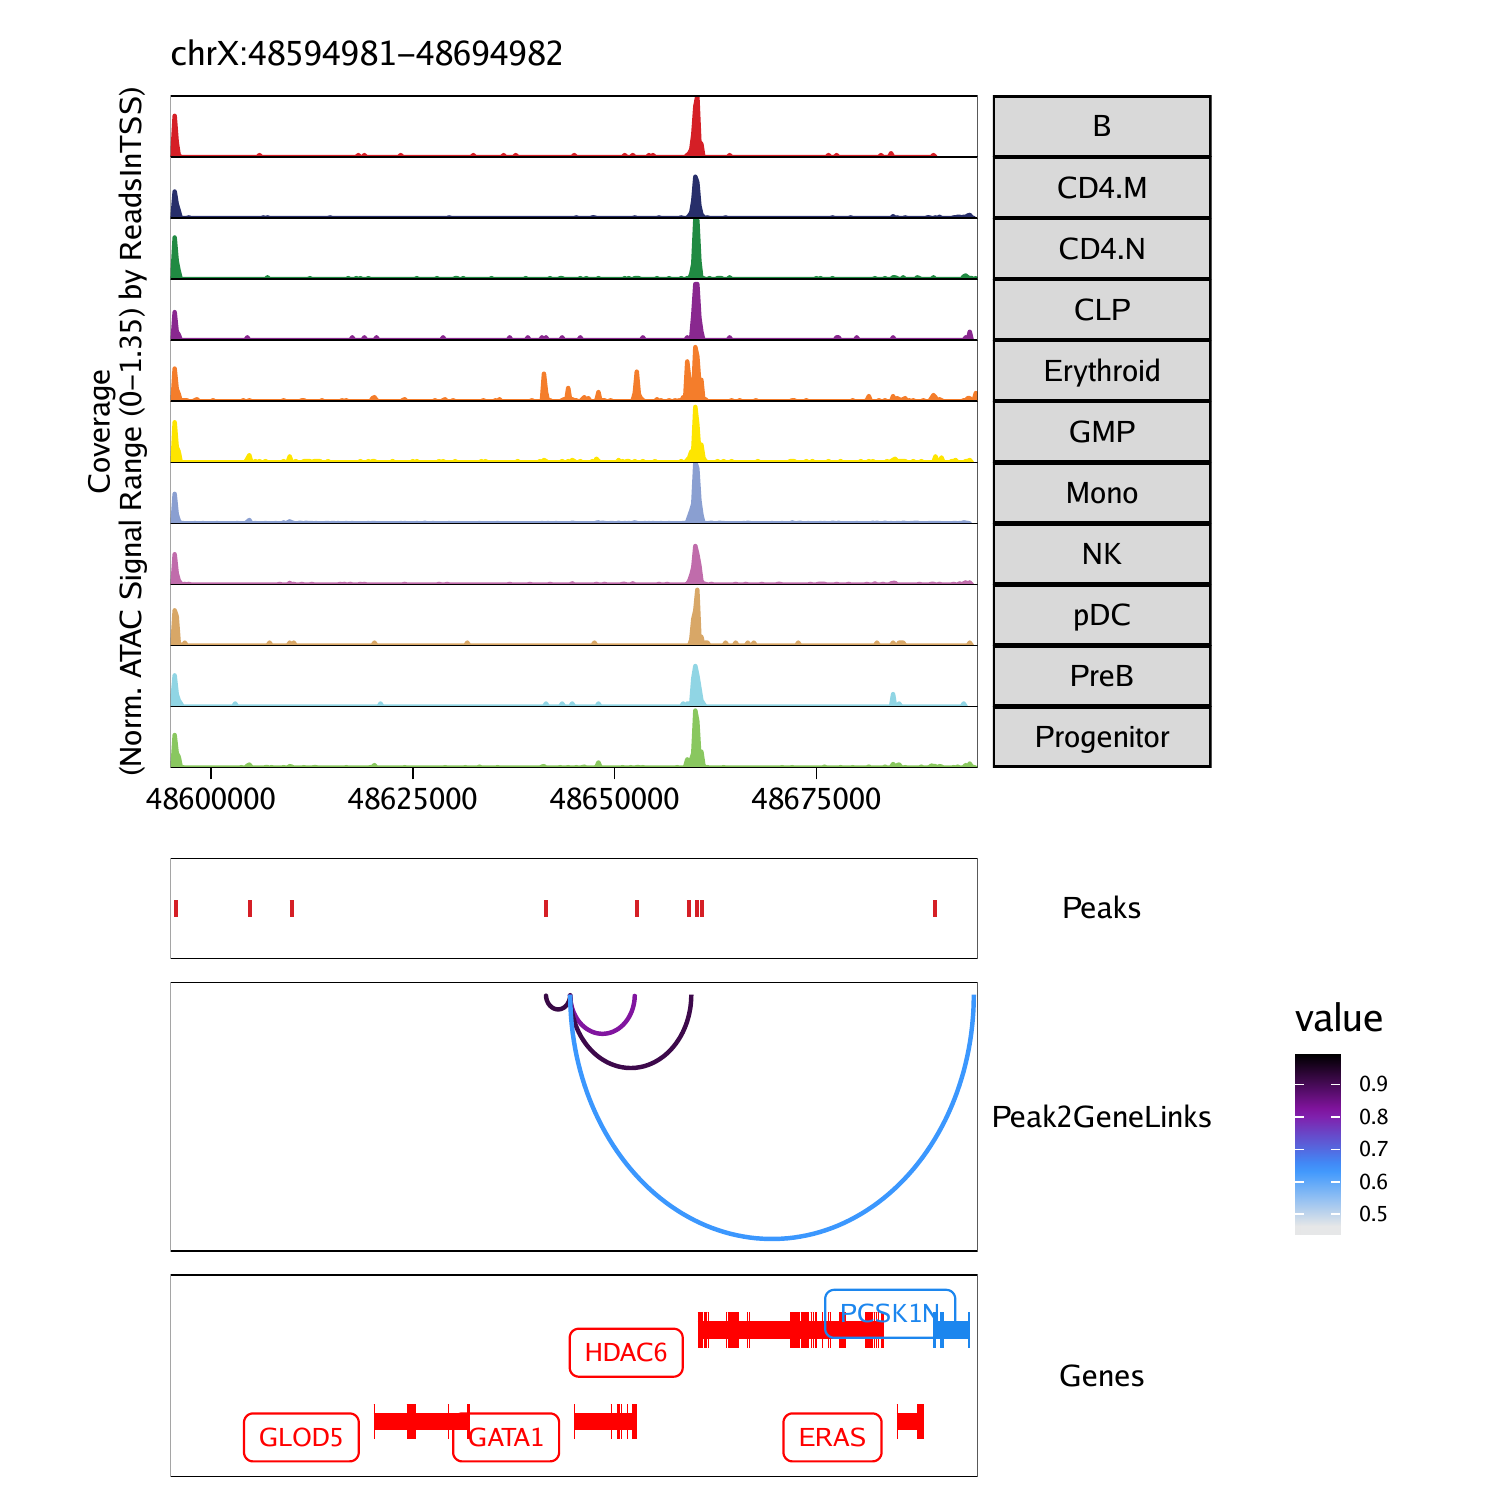 chrX:48594981−48694982
Coverage
(Norm. ATAC Signal Range (0−1.35) by ReadsInTSS)
B
CD4.M
CD4.N
CLP
Erythroid
GMP
Mono
NK
pDC
PreB
Progenitor
48600000 48625000 48650000 48675000
Peaks
Peak2GeneLinks
value
0.9
0.8
0.7
0.6
0.5
PCSK1N
HDAC6
GLOD5 GATA1 ERAS
Genes